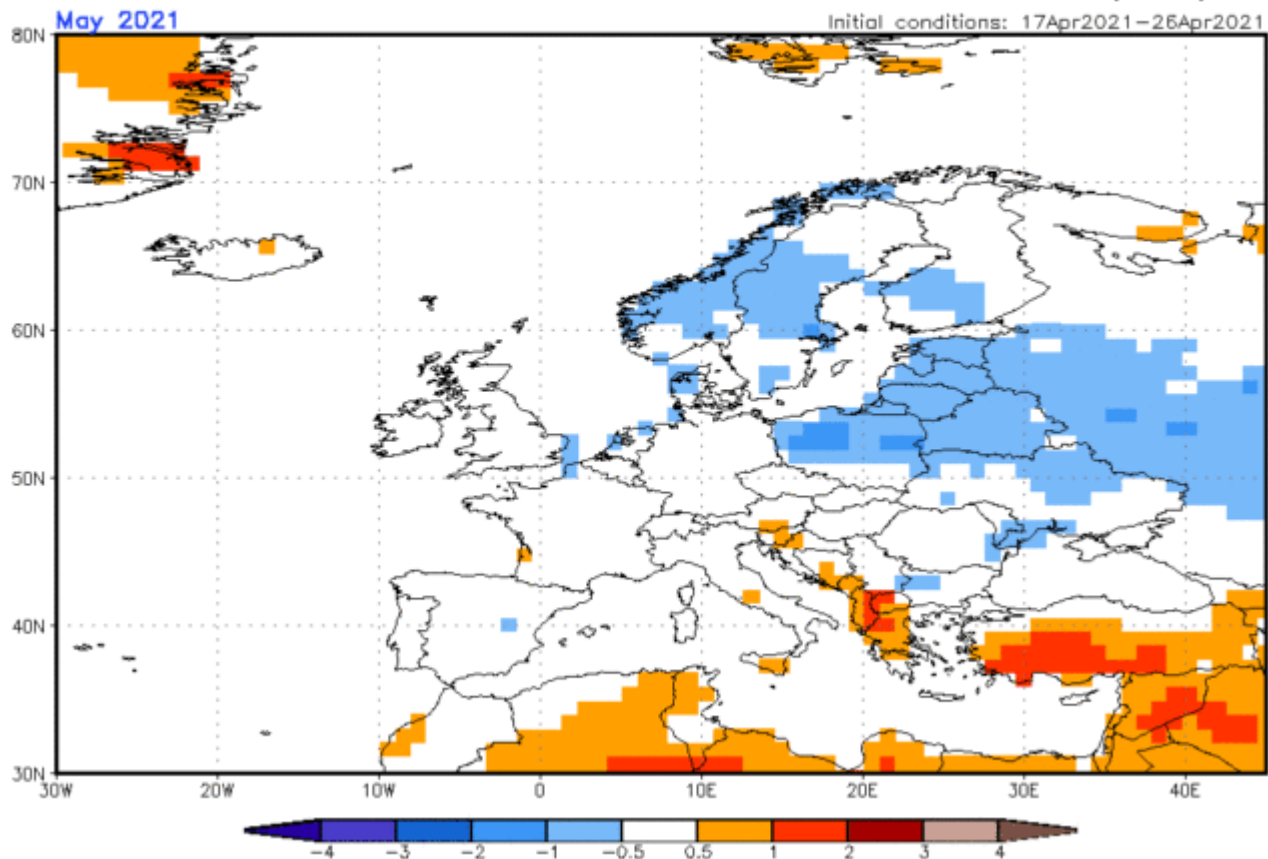 May 2021
Initial conditions: 17Apr2021–26Apr2021
80N
70N
60N
50N
40N
30N
30W 20W 10W 0 10E 20E 30E 40E
−4 −3 −2 −1 −0.5 0.5 1 2 3 4